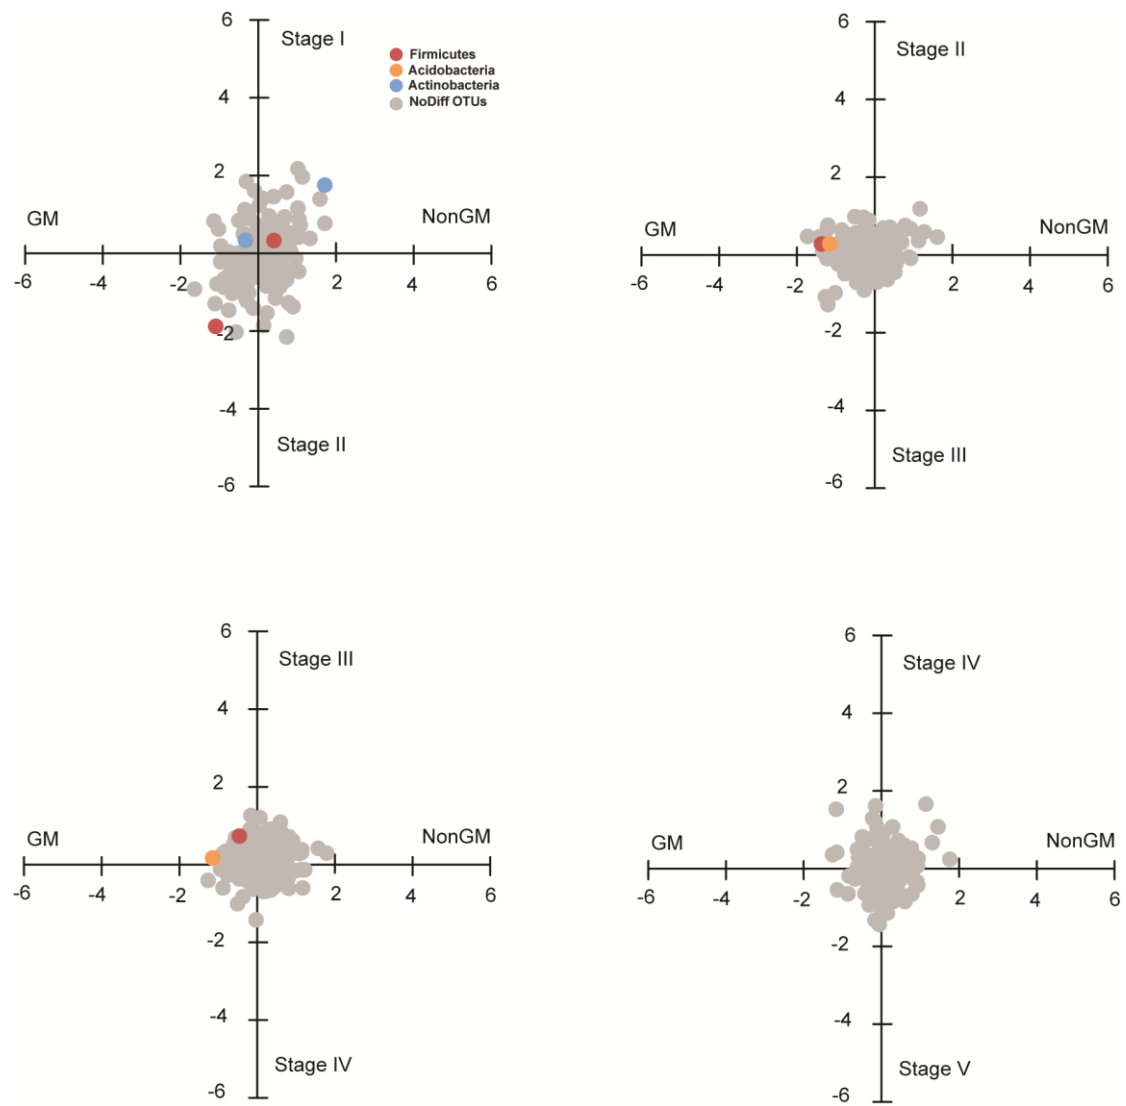 6
Stage I
Firmicutes
Acidobacteria
Actinobacteria
NoDiff OTUs
4
2
GM
NonGM
-6 -4 -2 2 4 6
-2
-4
Stage II
-6
6
Stage II
4
2
GM
NonGM
-6 -4 -2 2 4 6
-2
-4
Stage III
-6
6
Stage III
4
2
GM
NonGM
-6 -4 -2 2 4 6
-2
-4
Stage IV
-6
6
Stage IV
4
2
GM
NonGM
-6 -4 -2 2 4 6
-2
-4
Stage V
-6